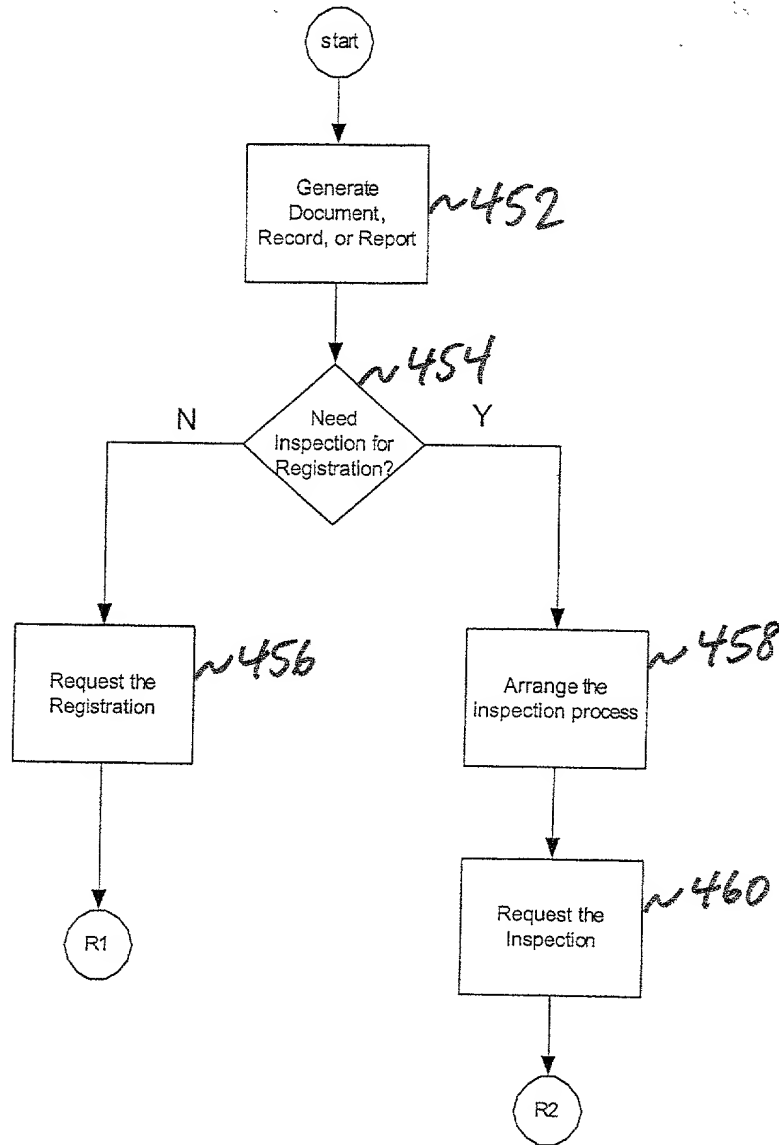 start
Generate
Document,
Record, or Report
~452
~454
Need
Inspection for
Registration?
N
Y
Request the
Registration
~456
Arrange the
inspection process
~458
Request the
Inspection
~460
R1
R2